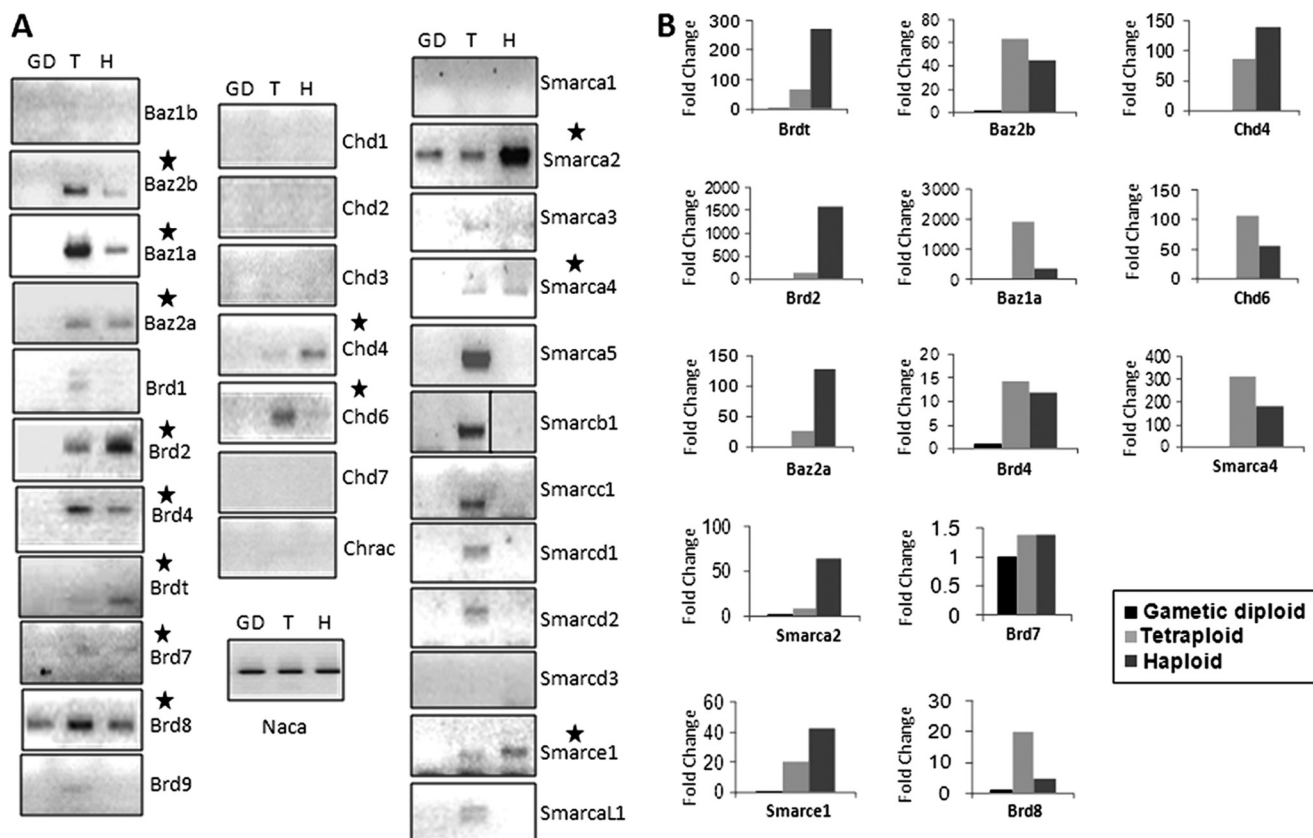 A
GD T H
Baz1b
★
Baz2b
★
Baz1a
★
Baz2a
Brd1
★
Brd2
★
Brd4
★
Brdt
★
Brd7
★
Brd8
Brd9
GD T H
Chd1
Chd2
Chd3
★
Chd4
★
Chd6
Chd7
Chrac
GD T H
Naca
GD T H
Smarca1
★
Smarca2
Smarca3
★
Smarca4
Smarca5
Smarcb1
Smarcc1
Smarcd1
Smarcd2
Smarcd3
★
Smarce1
SmarcaL1
B
Fold Change
300
200
100
0
Brdt
Fold Change
80
60
40
20
0
Baz2b
Fold Change
150
100
50
0
Chd4
Fold Change
2000
1500
1000
500
0
Brd2
Fold Change
3000
2000
1000
0
Baz1a
Fold Change
150
100
50
0
Chd6
Fold Change
150
100
50
0
Baz2a
Fold Change
20
15
10
5
0
Brd4
Fold Change
400
300
200
100
0
Smarca4
Fold Change
100
50
0
Smarca2
Fold Change
2
1.5
1
0.5
0
Brd7
Gametic diploid
Tetraploid
Haploid
Fold Change
60
40
20
0
Smarce1
Fold Change
30
20
10
0
Brd8